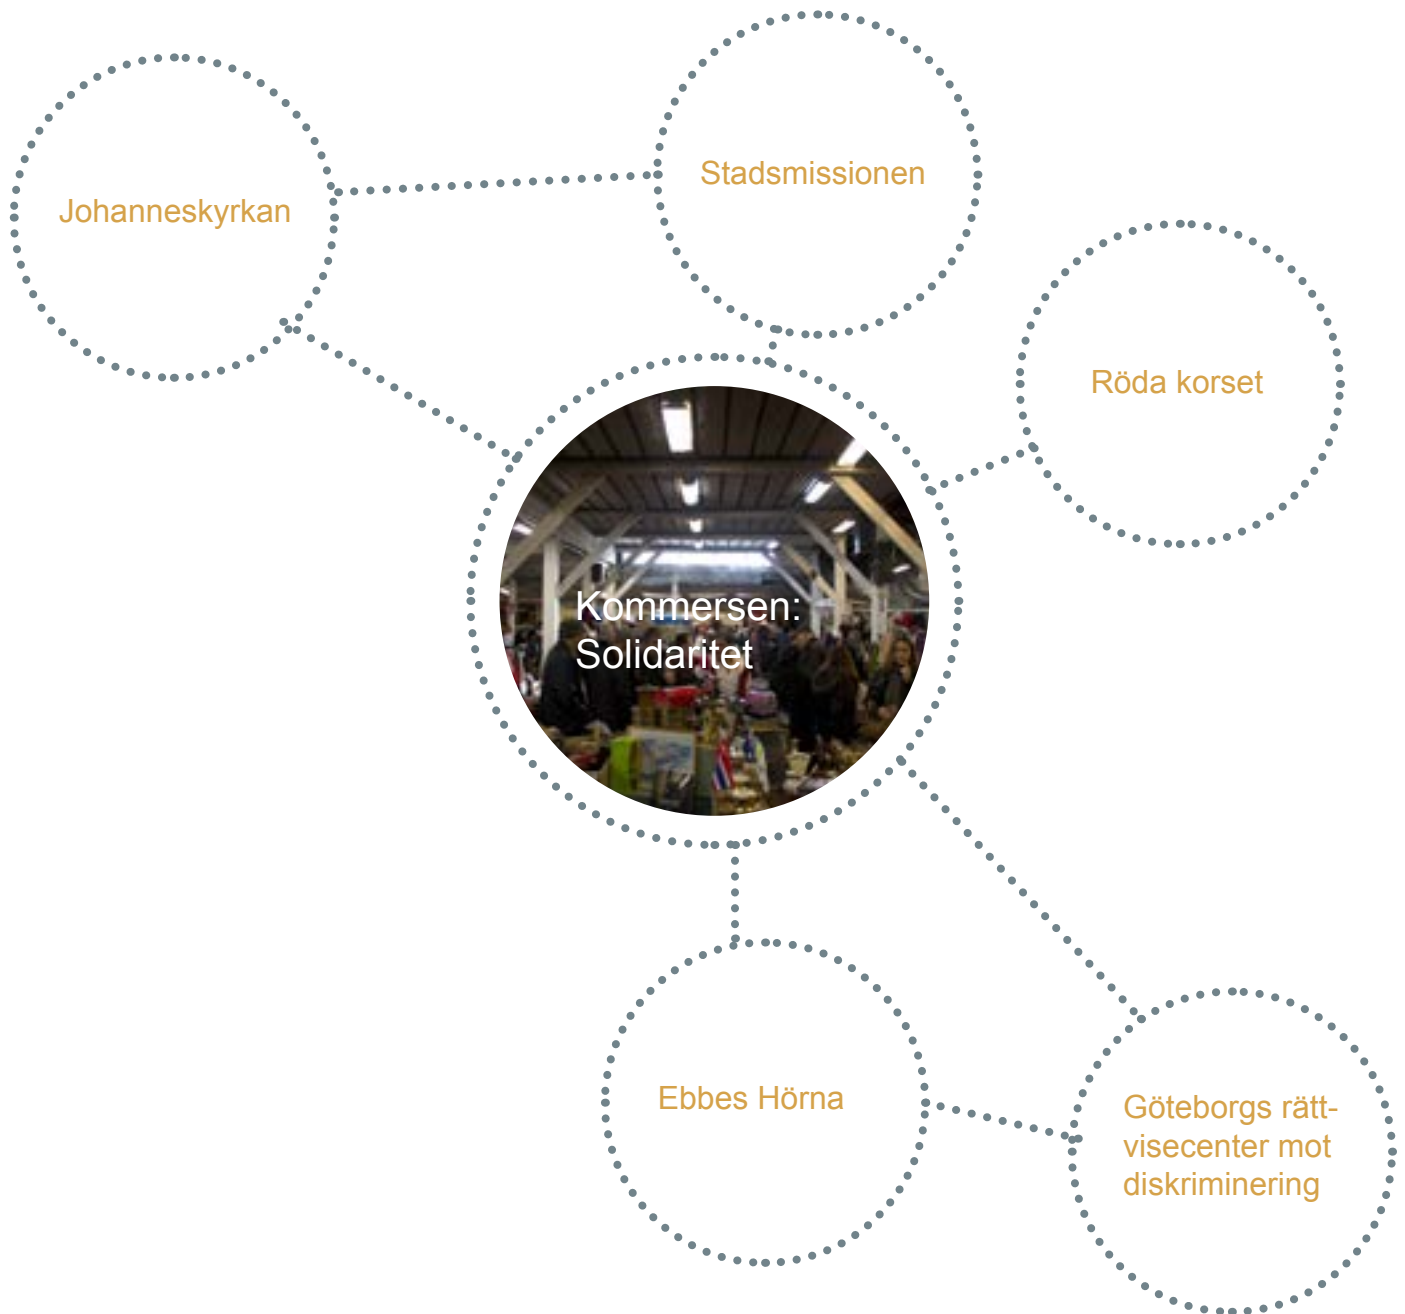 Stadsmissionen
Johanneskyrkan
Röda korset
Kommersen:
Solidaritet
Ebbes Hörna
Göteborgs rätt-
visecenter mot
diskriminering